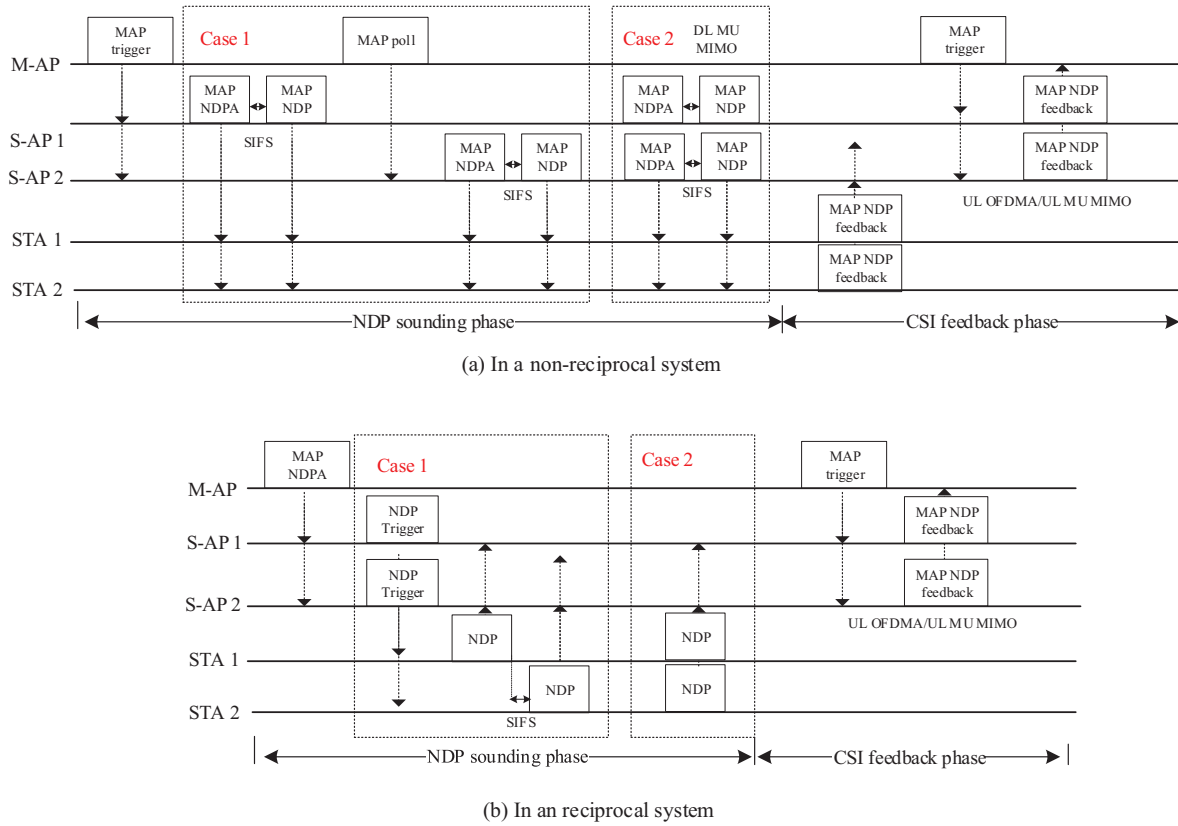 MAP
trigger
Case 1
MAP poll
Case 2
DL MU
MIMO
MAP
trigger
M-AP
MAP
NDPA
MAP
NDP
SIFS
MAP
NDPA
MAP
NDP
MAP NDP
feedback
S-AP 1
MAP
NDPA
MAP
NDP
SIFS
MAP
NDPA
MAP
NDP
SIFS
MAP NDP
feedback
S-AP 2
UL OFDMA/UL MU MIMO
MAP NDP
feedback
STA 1
MAP NDP
feedback
STA 2
NDP sounding phase
CSI feedback phase
(a) In a non-reciprocal system
MAP
NDPA
Case 1
Case 2
MAP
trigger
M-AP
NDP
Trigger
MAP NDP
feedback
S-AP 1
NDP
Trigger
MAP NDP
feedback
S-AP 2
UL OFDMA/UL MU MIMO
NDP
NDP
STA 1
NDP
NDP
STA 2
SIFS
NDP sounding phase
CSI feedback phase
(b) In an reciprocal system